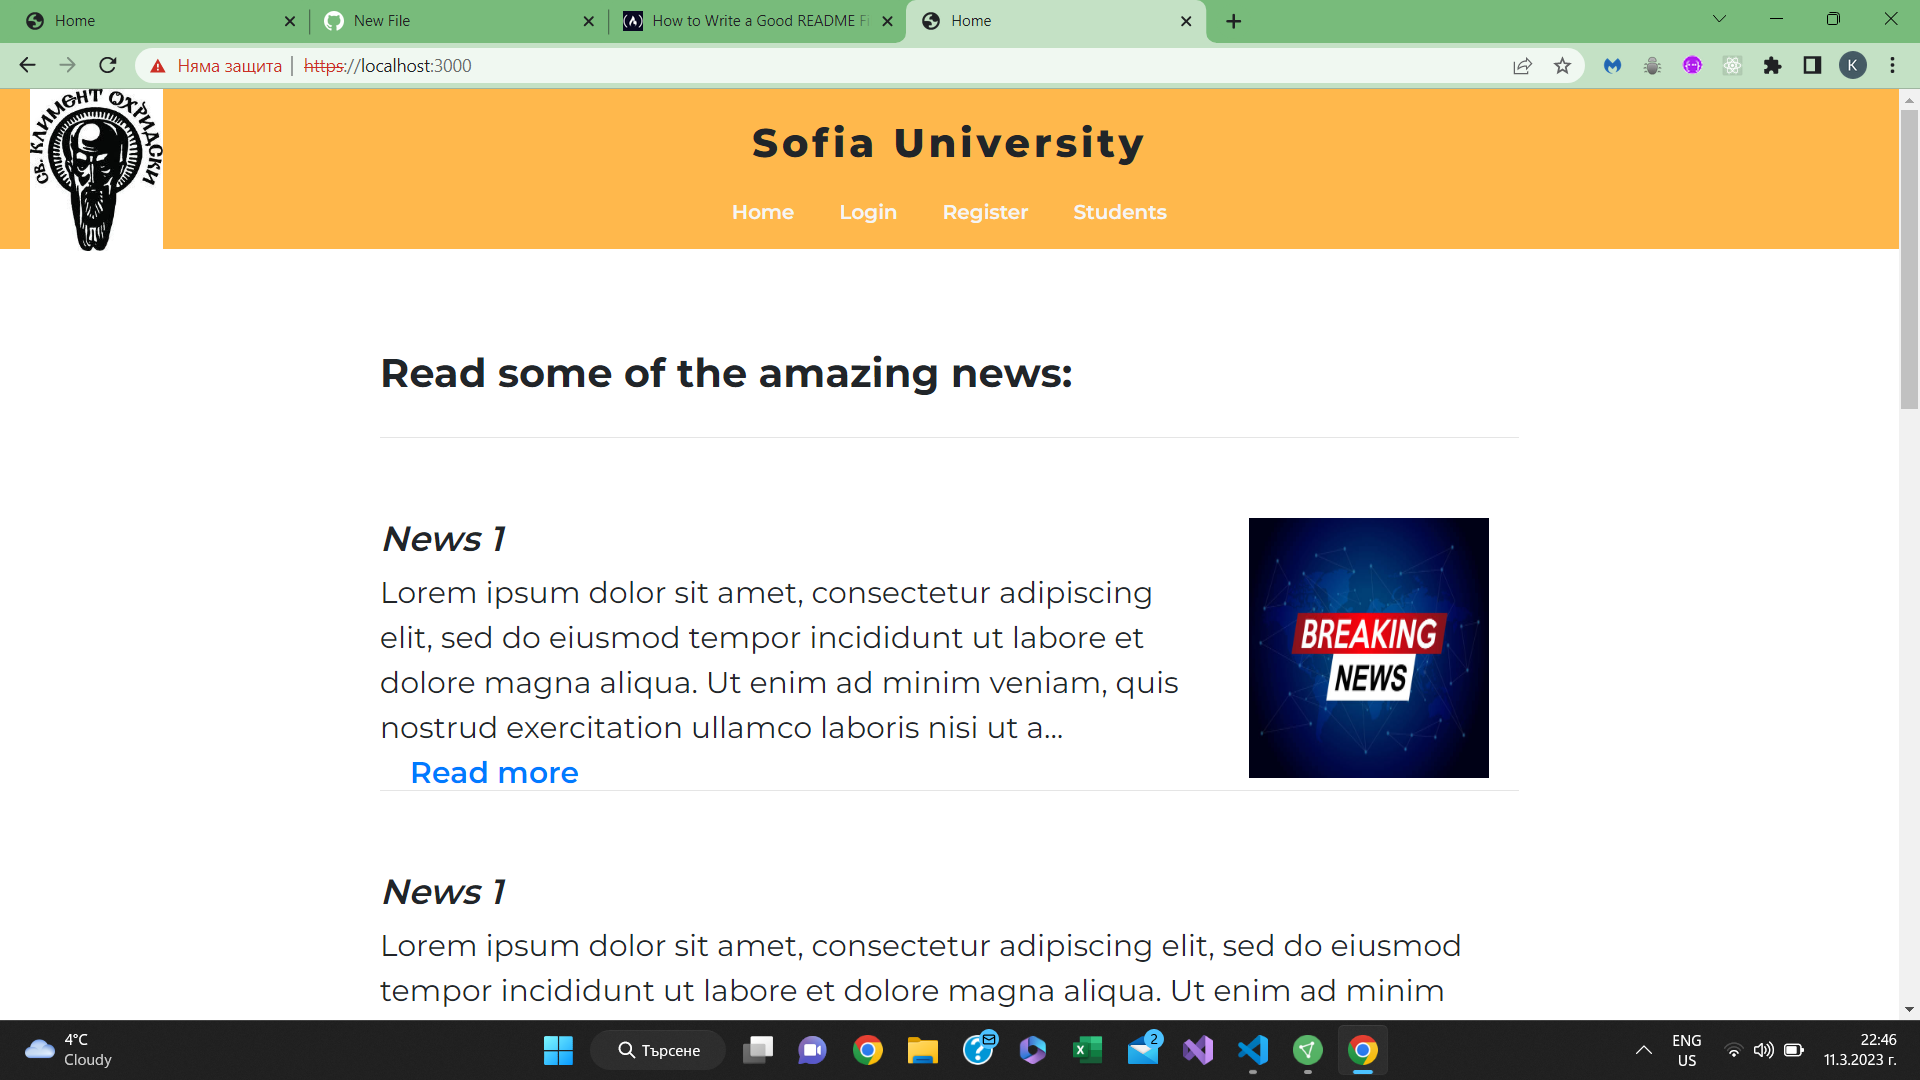 Home
New File
How to Write a Good README Fi
Home
Няма защита
https://localhost:3000
K
СВ. КЛИМЕНТ ОХРИДСКИ
Sofia University
Home Login Register Students
Read some of the amazing news:
News 1
Lorem ipsum dolor sit amet, consectetur adipiscing
elit, sed do eiusmod tempor incididunt ut labore et
dolore magna aliqua. Ut enim ad minim veniam, quis
nostrud exercitation ullamco laboris nisi ut a...
Read more
BREAKING
NEWS
News 1
Lorem ipsum dolor sit amet, consectetur adipiscing elit, sed do eiusmod
tempor incididunt ut labore et dolore magna aliqua. Ut enim ad minim
4°C
Cloudy
Търсене
2
ENG
US
22:46
11.3.2023 г.